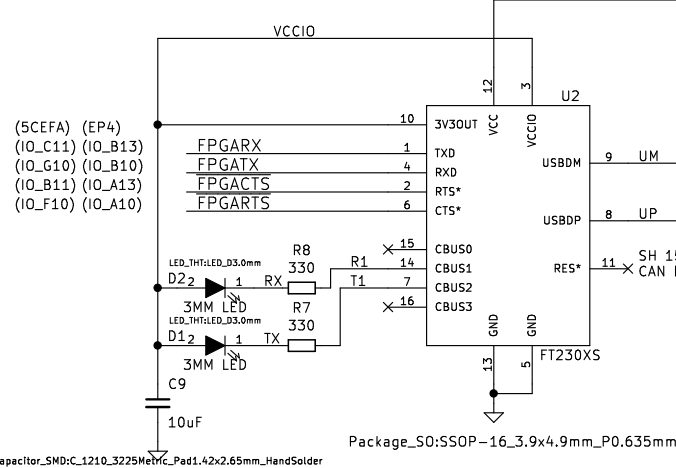 VCCIO
12
3
U2
VCC
VCCIO
10
3V3OUT
(5CEFA) (EP4)
(IO_C11) (IO_B13)
(IO_G10) (IO_B10)
(IO_B11) (IO_A13)
(IO_F10) (IO_A10)
FPGARX
1
TXD
FPGATX
4
RXD
FPGACTS
2
RTS*
FPGARTS
6
CTS*
USBDM
9
UM
USBDP
8
UP
15
CBUS0
R1
14
CBUS1
T1
7
CBUS2
16
CBUS3
RES*
11
SH 15
CAN
LED_THT:LED_D3.0mm
D2
2
1
RX
R8
330
3MM LED
LED_THT:LED_D3.0mm
D1
2
1
TX
R7
330
3MM LED
GND
GND
13
5
FT230XS
C9
10uF
Package_SO:SSOP-16_3.9x4.9mm_P0.635mm
apacitor_SMD:C_1210_3225Metric_Pad1.42x2.65mm_HandSolder